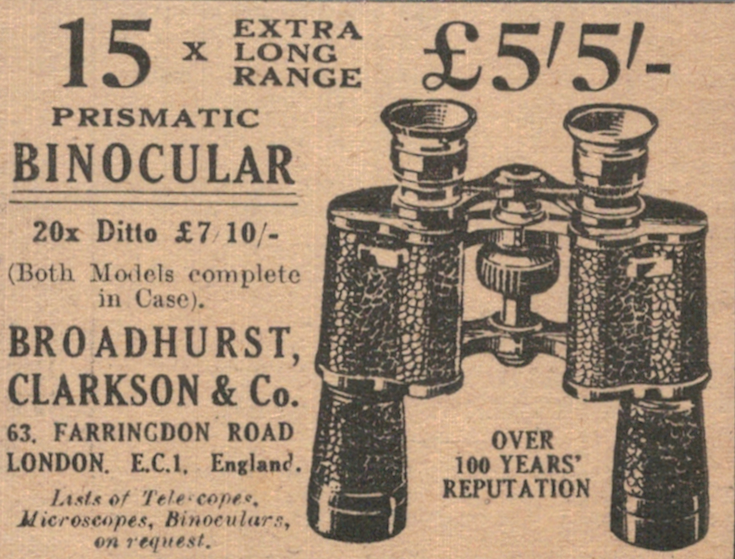 15 x EXTRA
LONG
RANGE
£5'5'-
PRISMATIC
BINOCULAR
20x Ditto £7/10/-
(Both Models complete
in Case).
BROADHURST,
CLARKSON & Co.
63, FARRINGDON ROAD
LONDON. E.C.1, England.
Lists of Telescopes,
Microscopes, Binoculars,
on request.
OVER
100 YEARS'
REPUTATION